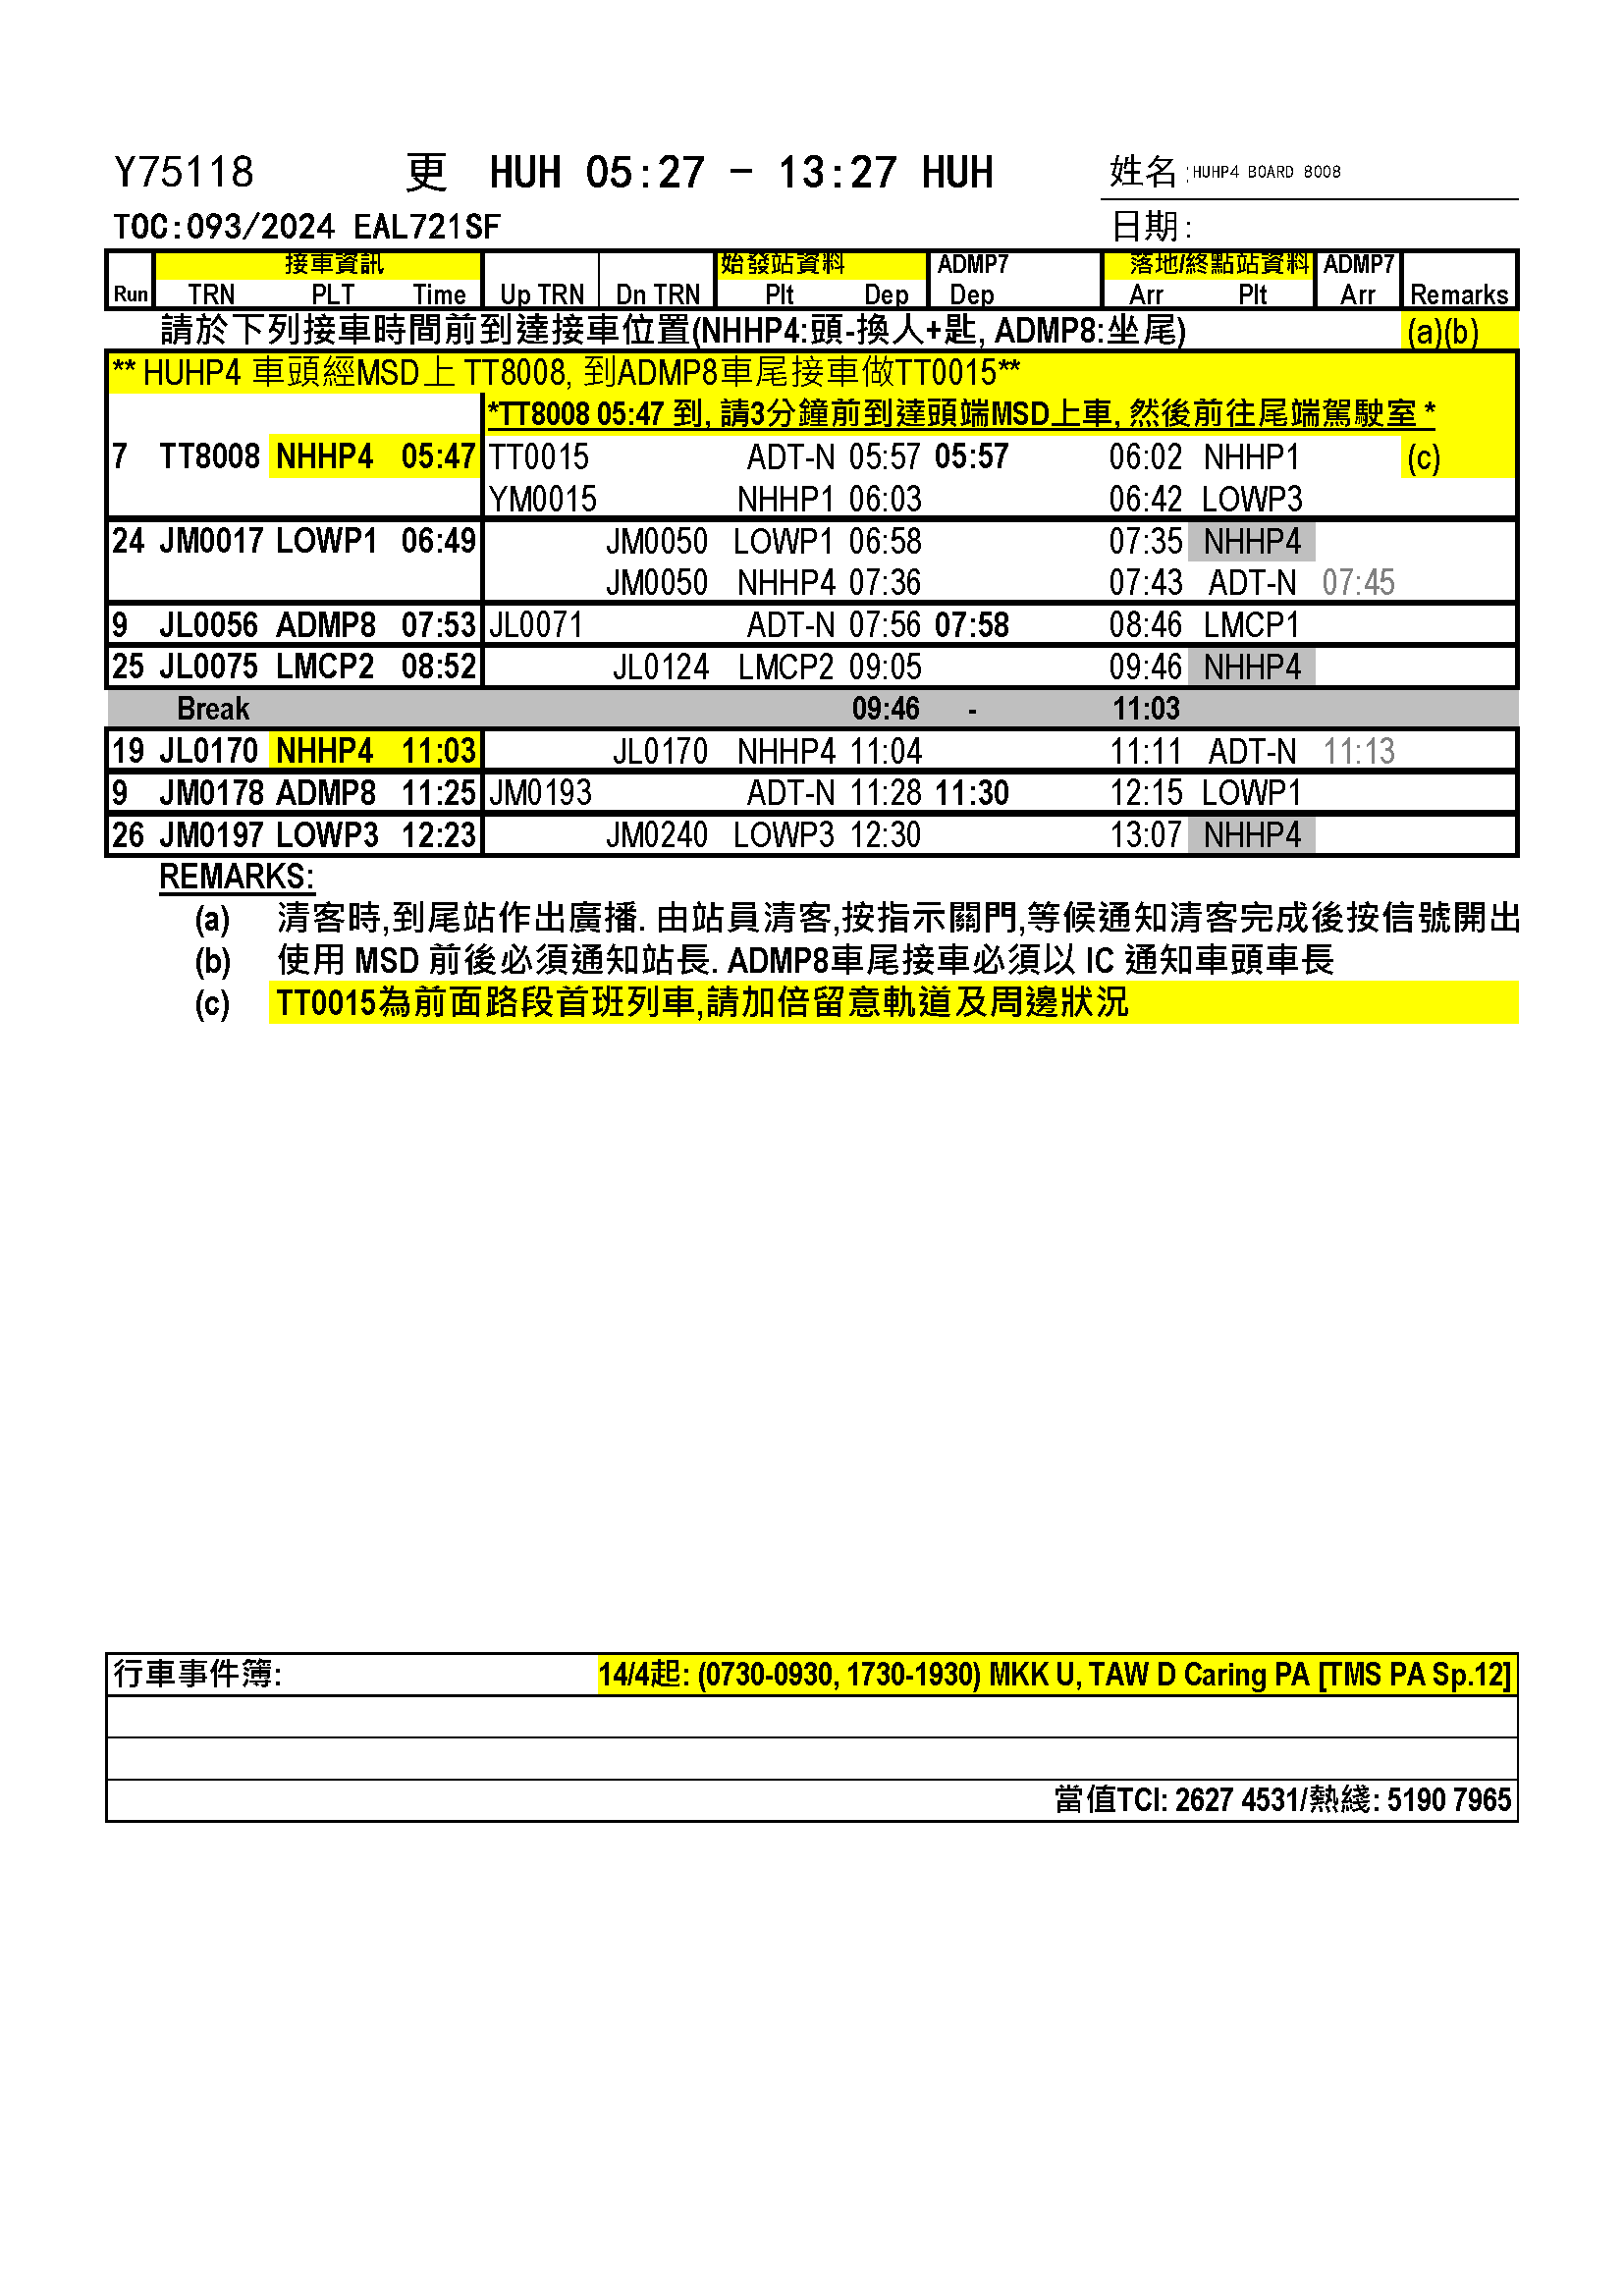 Y75118 更 HUH 05:27 - 13:27 HUH 姓名:HUHP4 BOARD 8008
TOC:093/2024 EAL721SF 日期:
接車資訊 始發站資料 ADMP7 落地/終點站資料 ADMP7
Run TRN PLT Time Up TRN Dn TRN Plt Dep Dep Arr Plt Arr Remarks
請於下列接車時間前到達接車位置(NHHP4:頭-換人+匙, ADMP8:坐尾) (a)(b)
** HUHP4 車頭經MSD上 TT8008, 到ADMP8車尾接車做TT0015**
*TT8008 05:47 到, 請3分鐘前到達頭端MSD上車, 然後前往尾端駕駛室 *
7 TT8008 NHHP4 05:47 TT0015 ADT-N 05:57 05:57 06:02 NHHP1 (c)
YM0015 NHHP1 06:03 06:42 LOWP3
24 JM0017 LOWP1 06:49 JM0050 LOWP1 06:58 07:35 NHHP4
JM0050 NHHP4 07:36 07:43 ADT-N 07:45
9 JL0056 ADMP8 07:53 JL0071 ADT-N 07:56 07:58 08:46 LMCP1
25 JL0075 LMCP2 08:52 JL0124 LMCP2 09:05 09:46 NHHP4
Break 09:46 - 11:03
19 JL0170 NHHP4 11:03 JL0170 NHHP4 11:04 11:11 ADT-N 11:13
9 JM0178 ADMP8 11:25 JM0193 ADT-N 11:28 11:30 12:15 LOWP1
26 JM0197 LOWP3 12:23 JM0240 LOWP3 12:30 13:07 NHHP4
REMARKS:
(a) 清客時,到尾站作出廣播. 由站員清客,按指示關門,等候通知清客完成後按信號開出
(b) 使用 MSD 前後必須通知站長. ADMP8車尾接車必須以 IC 通知車頭車長
(c) TT0015為前面路段首班列車,請加倍留意軌道及周邊狀況
行車事件簿: 14/4起: (0730-0930, 1730-1930) MKK U, TAW D Caring PA [TMS PA Sp.12]
當值TCI: 2627 4531/熱綫: 5190 7965